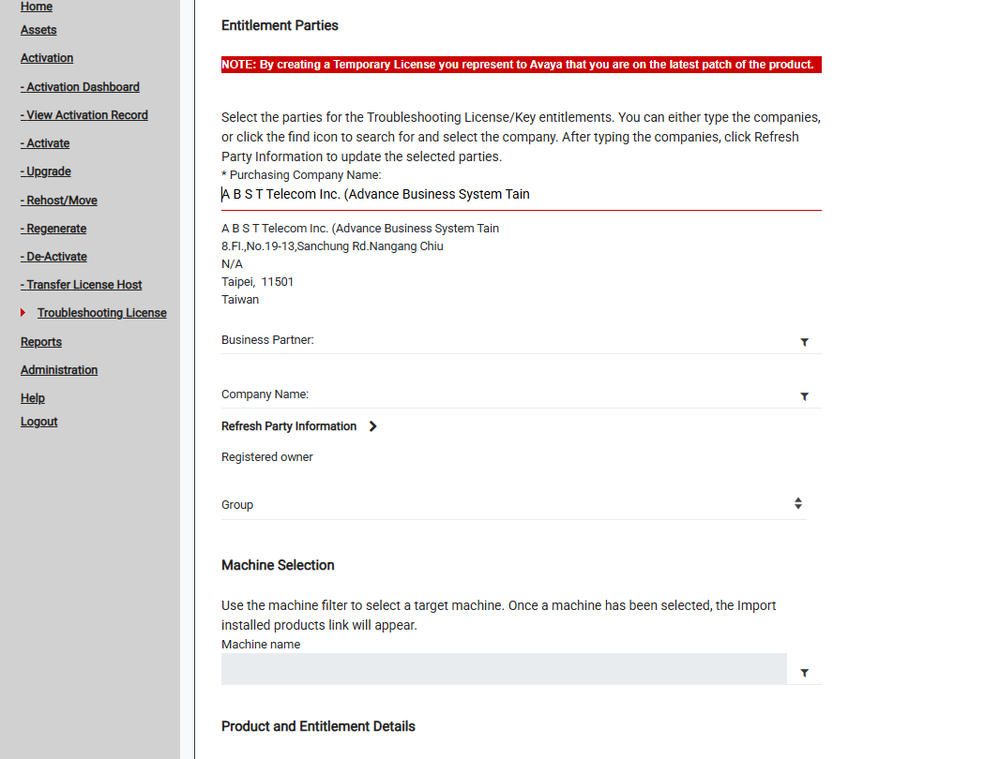 Home
Assets
Activation
- Activation Dashboard
- View Activation Record
- Activate
- Upgrade
- Rehost/Move
- Regenerate
- De-Activate
- Transfer License Host
Troubleshooting License
Reports
Administration
Help
Logout
Entitlement Parties
NOTE: By creating a Temporary License you represent to Avaya that you are on the latest patch of the product.
Select the parties for the Troubleshooting License/Key entitlements. You can either type the companies,
or click the find icon to search for and select the company. After typing the companies, click Refresh
Party Information to update the selected parties.
* Purchasing Company Name:
A B S T Telecom Inc. (Advance Business System Tain
A B S T Telecom Inc. (Advance Business System Tain
8.Fl.,No.19-13,Sanchung Rd.Nangang Chiu
N/A
Taipei,  11501
Taiwan
Business Partner:
Company Name:
Refresh Party Information
Registered owner
Group
Machine Selection
Use the machine filter to select a target machine. Once a machine has been selected, the Import
installed products link will appear.
Machine name
Product and Entitlement Details